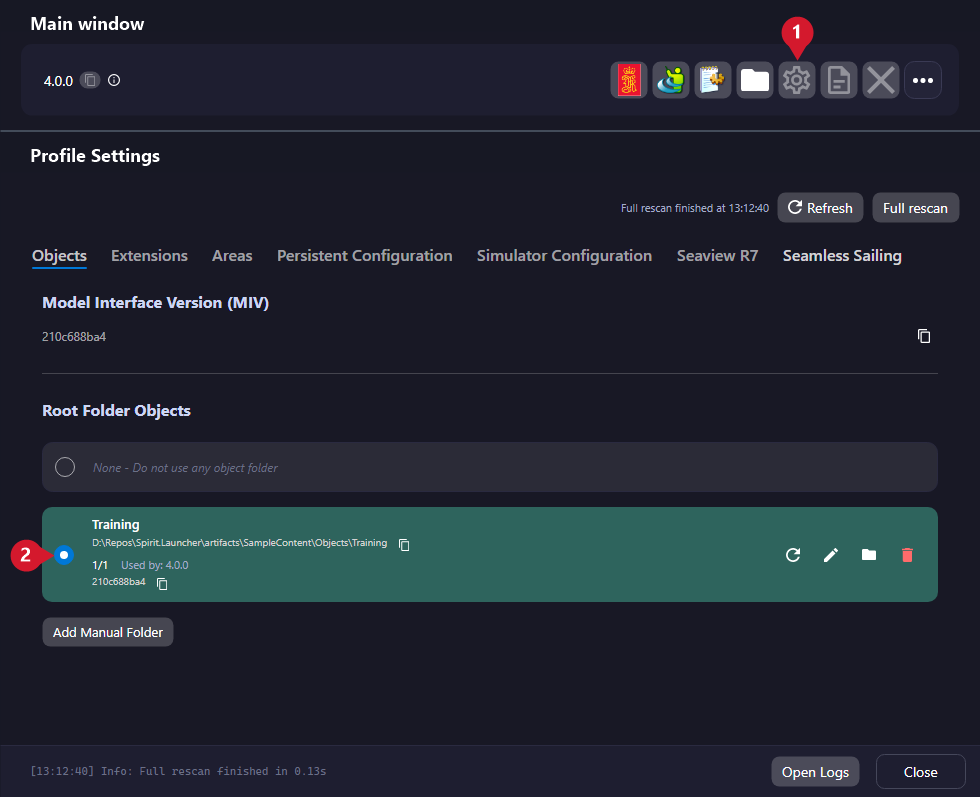 Main window
1
4.0.0
Profile Settings
Full rescan finished at 13:12:40
Refresh
Full rescan
Objects
Extensions
Areas
Persistent Configuration
Simulator Configuration
Seaview R7
Seamless Sailing
Model Interface Version (MIV)
210c688ba4
Root Folder Objects
None - Do not use any object folder
Training
D:\Repos\Spirit.Launcher\artifacts\SampleContent\Objects\Training
2
1/1 Used by: 4.0.0
210c688ba4
Add Manual Folder
[13:12:40] Info: Full rescan finished in 0.13s
Open Logs
Close